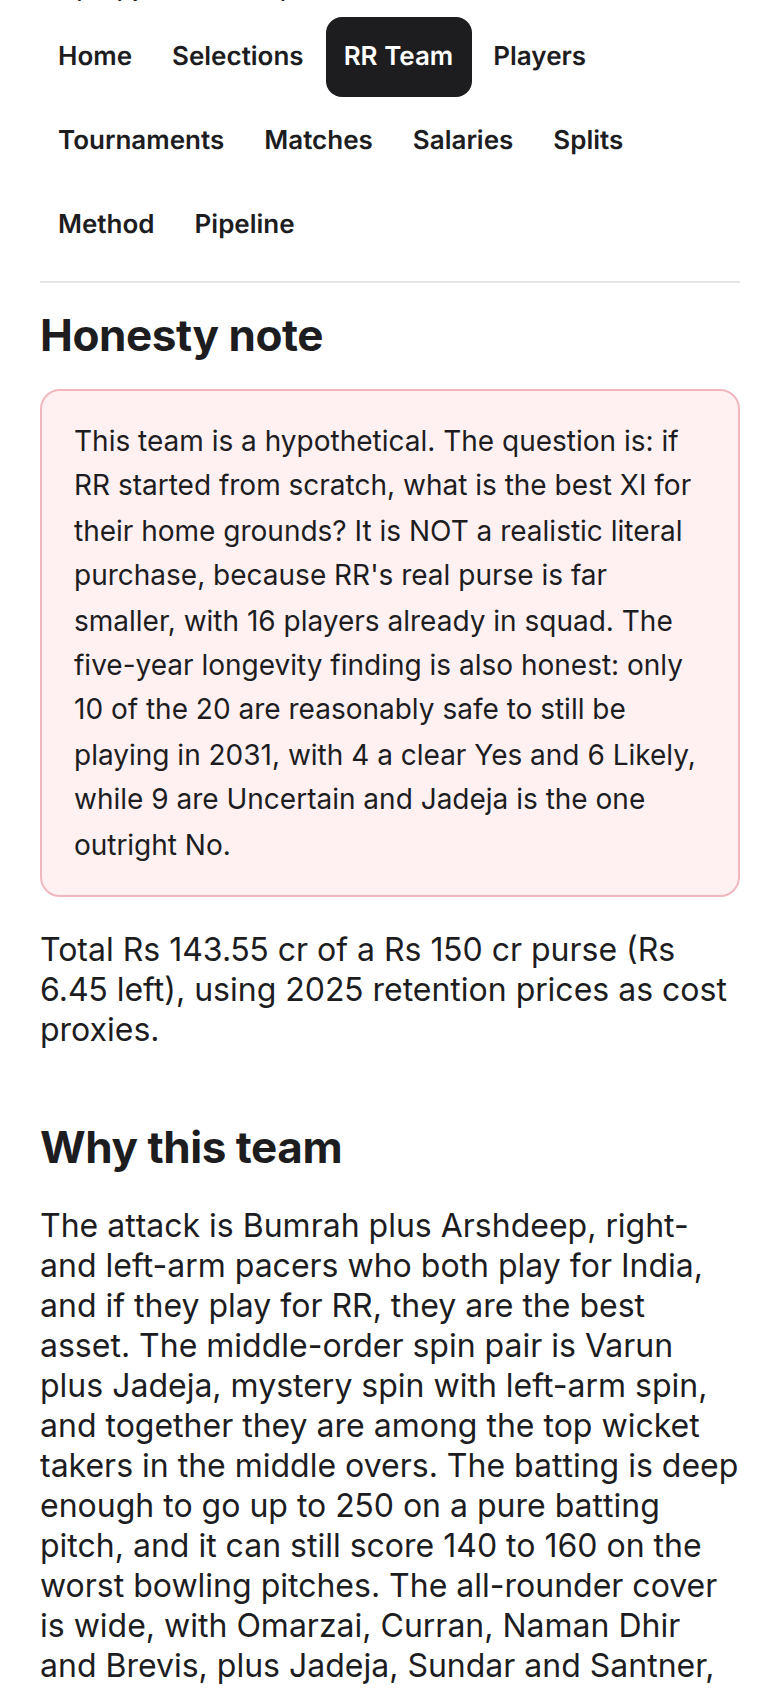 Home Selections RR Team Players
Tournaments Matches Salaries Splits
Method Pipeline
Honesty note
This team is a hypothetical. The question is: if
RR started from scratch, what is the best XI for
their home grounds? It is NOT a realistic literal
purchase, because RR's real purse is far
smaller, with 16 players already in squad. The
five-year longevity finding is also honest: only
10 of the 20 are reasonably safe to still be
playing in 2031, with 4 a clear Yes and 6 Likely,
while 9 are Uncertain and Jadeja is the one
outright No.
Total Rs 143.55 cr of a Rs 150 cr purse (Rs
6.45 left), using 2025 retention prices as cost
proxies.
Why this team
The attack is Bumrah plus Arshdeep, right-
and left-arm pacers who both play for India,
and if they play for RR, they are the best
asset. The middle-order spin pair is Varun
plus Jadeja, mystery spin with left-arm spin,
and together they are among the top wicket
takers in the middle overs. The batting is deep
enough to go up to 250 on a pure batting
pitch, and it can still score 140 to 160 on the
worst bowling pitches. The all-rounder cover
is wide, with Omarzai, Curran, Naman Dhir
and Brevis, plus Jadeja, Sundar and Santner,